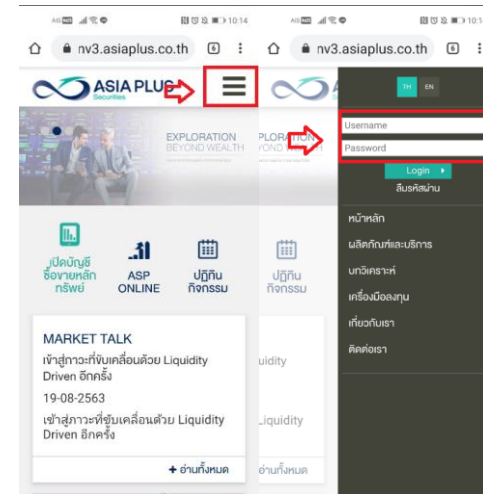 AIS
10:14
nv3.asiaplus.co.th
6
ASIA PLUS
Securities
EXPLORATION
BEYOND WEALTH
เปิดบัญชี
ซื้อขายหลัก
ทรัพย์
ASP
ONLINE
ปฏิทิน
กิจกรรม
MARKET TALK
เข้าสู่ภาวะที่ขับเคลื่อนด้วย Liquidity
Driven อีกครั้ง
19-08-2563
เข้าสู่ภาวะที่ขับเคลื่อนด้วย Liquidity
Driven อีกครั้ง
+ อ่านทั้งหมด
AIS
10:14
nv3.asiaplus.co.th
6
PLORATION
YOND WEALTH
ปฏิทิน
กิจกรรม
uidity
Liquidity
อ่านทั้งหมด
TH EN
Username
Password
Login
ลืมรหัสผ่าน
หน้าหลัก
ผลิตภัณฑ์และบริการ
บทวิเคราะห์
เครื่องมือลงทุน
เกี่ยวกับเรา
ติดต่อเรา